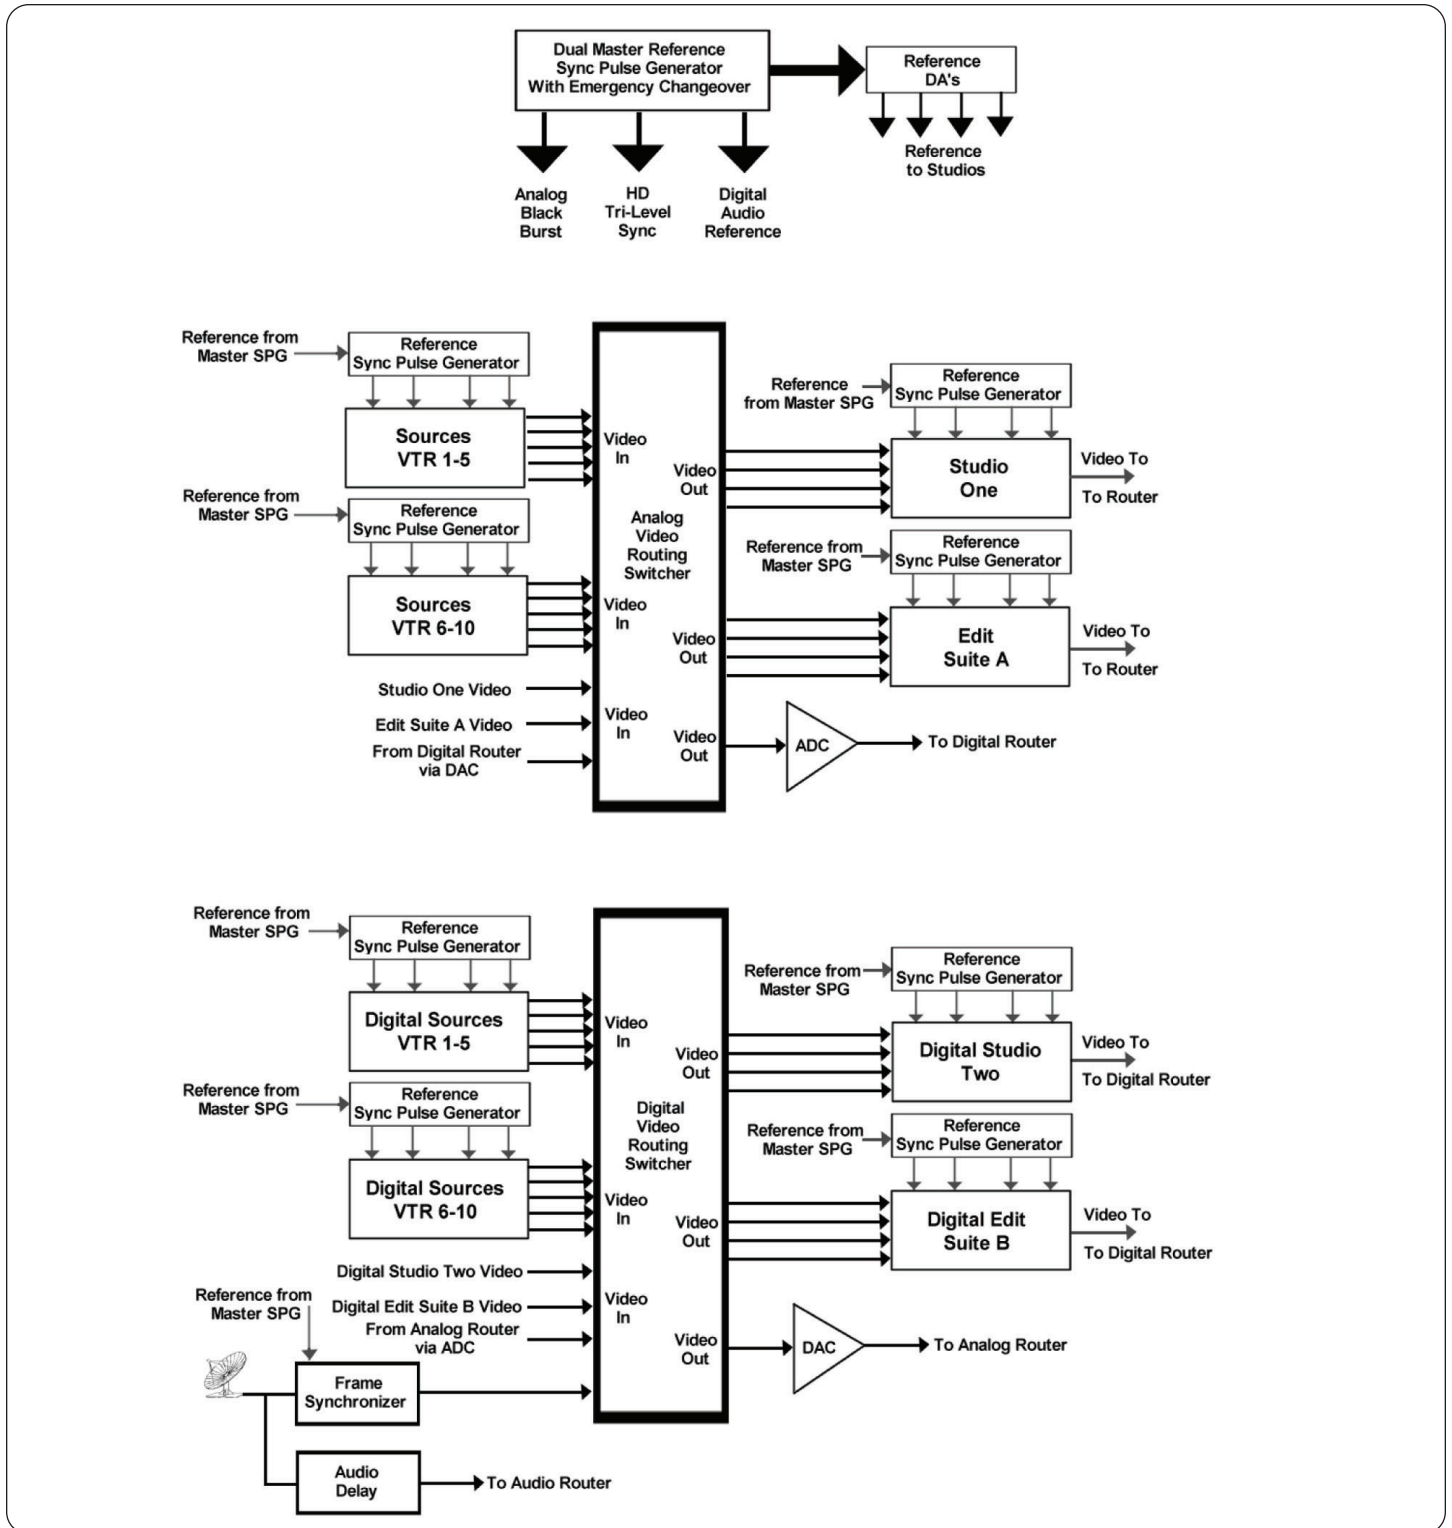 Dual Master Reference
Sync Pulse Generator
With Emergency Changeover
Reference
DA's
Reference
to Studios
Analog
Black
Burst
HD
Tri-Level
Sync
Digital
Audio
Reference
Reference from
Master SPG
Reference
Sync Pulse Generator
Sources
VTR 1-5
Reference from
Master SPG
Reference
Sync Pulse Generator
Sources
VTR 6-10
Studio One Video
Edit Suite A Video
From Digital Router
via DAC
Video
In
Video
Out
Analog
Video
Routing
Switcher
Video
In
Video
Out
Video
In
Video
Out
Reference
from Master SPG
Reference
Sync Pulse Generator
Studio
One
Video To
To Router
Reference from
Master SPG
Reference
Sync Pulse Generator
Edit
Suite A
Video To
To Router
ADC
To Digital Router
Reference from
Master SPG
Reference
Sync Pulse Generator
Digital Sources
VTR 1-5
Reference from
Master SPG
Reference
Sync Pulse Generator
Digital Sources
VTR 6-10
Digital Studio Two Video
Digital Edit Suite B Video
From Analog Router
via ADC
Reference from
Master SPG
Frame
Synchronizer
Audio
Delay
To Audio Router
Video
In
Video
Out
Digital
Video
Routing
Switcher
Video
In
Video
Out
Video
In
Video
Out
Reference from
Master SPG
Reference
Sync Pulse Generator
Digital Studio
Two
Video To
To Digital Router
Reference from
Master SPG
Reference
Sync Pulse Generator
Digital Edit
Suite B
Video To
To Digital Router
DAC
To Analog Router